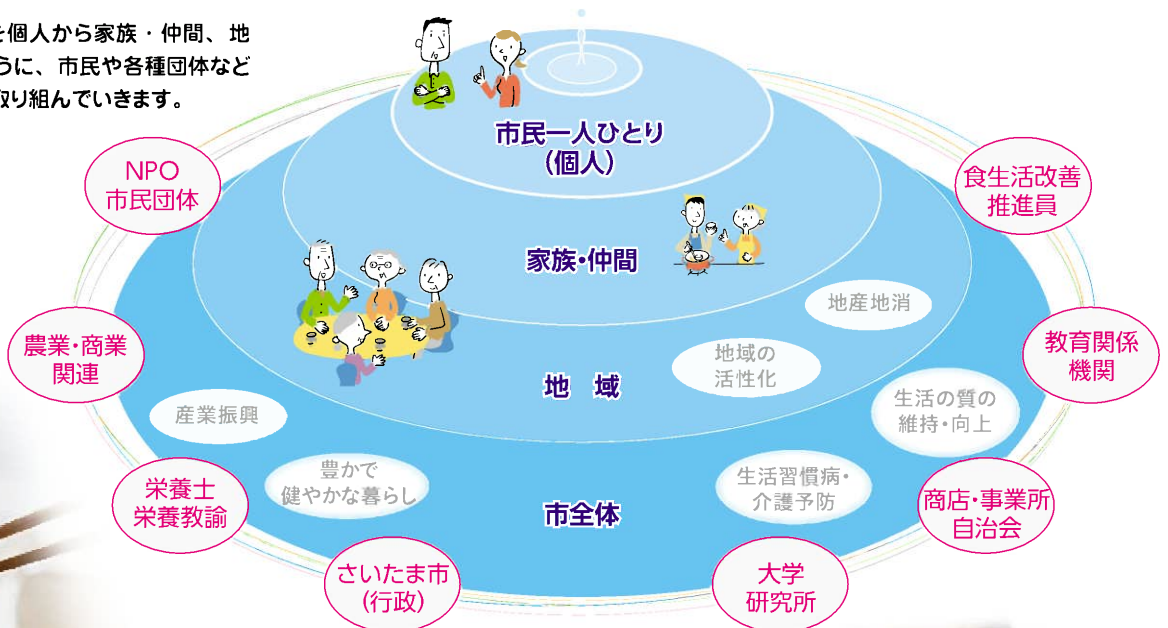 を個人から家族・仲間、地
うに、市民や各種団体など
取り組んでいきます。
市民一人ひとり
(個人)
NPO
市民団体
食生活改善
推進員
家族・仲間
地産地消
農業・商業
関連
教育関係
機関
地域の
活性化
地 域
生活の質の
維持・向上
産業振興
豊かで
健やかな暮らし
生活習慣病・
介護予防
栄養士
栄養教諭
商店・事業所
自治会
市全体
さいたま市
(行政)
大学
研究所